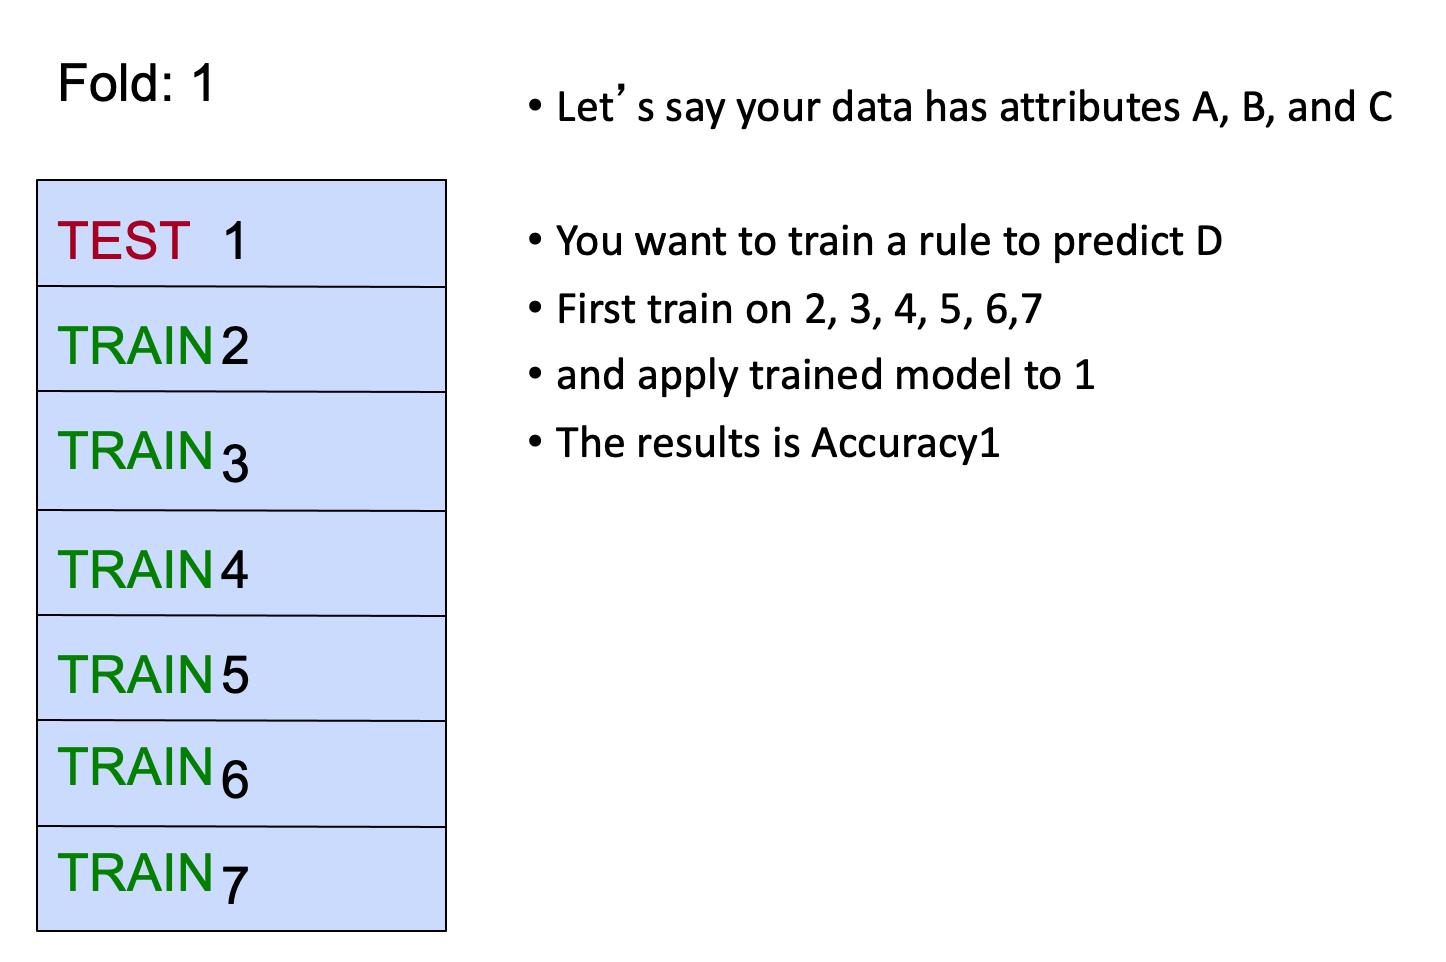 Fold: 1
TEST 1
TRAIN 2
TRAIN 3
TRAIN 4
TRAIN 5
TRAIN 6
TRAIN 7
• Let’s say your data has attributes A, B, and C
• You want to train a rule to predict D
• First train on 2, 3, 4, 5, 6,7
• and apply trained model to 1
• The results is Accuracy1